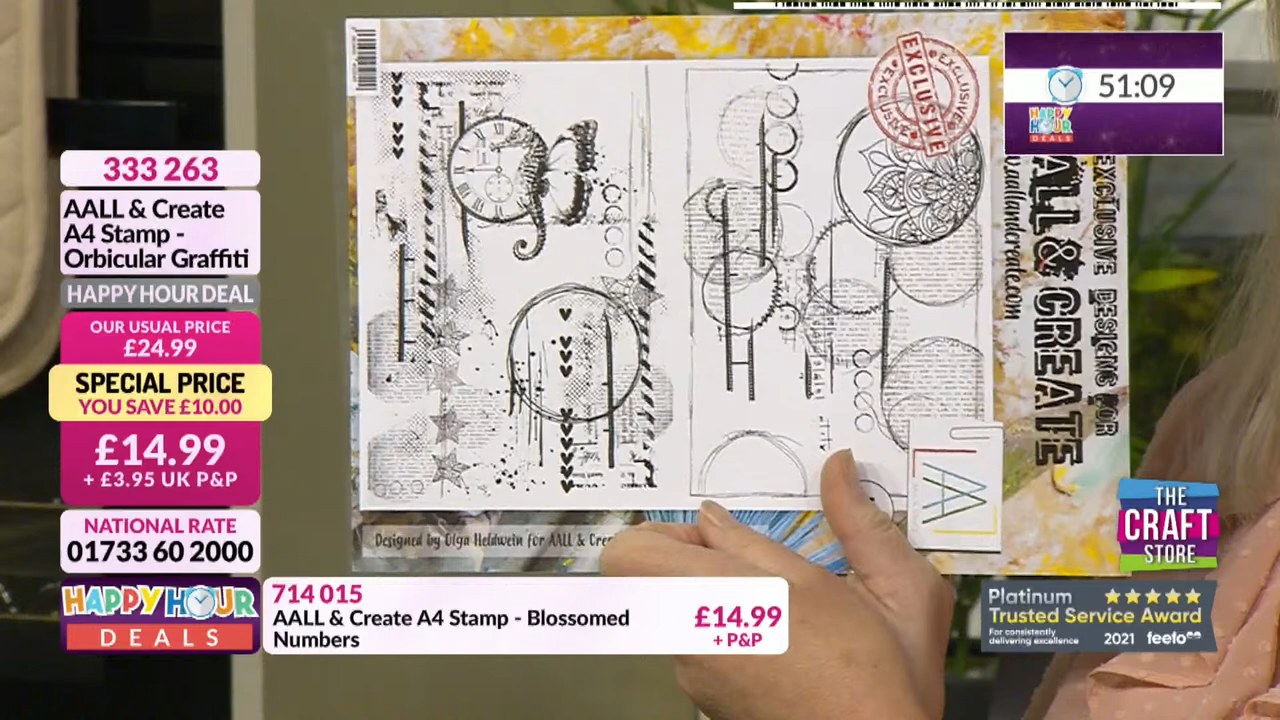 333 263
AALL & Create
A4 Stamp -
Orbicular Graffiti
HAPPY HOUR DEAL
OUR USUAL PRICE
£24.99
SPECIAL PRICE
YOU SAVE £10.00
£14.99
+ £3.95 UK P&P
NATIONAL RATE
01733 60 2000
HAPPY HOUR
DEALS
714 015
AALL & Create A4 Stamp - Blossomed
Numbers
£14.99
+ P&P
51:09
HAPPY
HOUR
DEALS
EXCLUSIVE
EXCLUSIVE
EXCLUSIVE DESIGNS FOR
AALL & CREATE
.aallandcreate.com
Designed by Olga Heldwein for AALL & Crea
AA
THE
CRAFT
STORE
Platinum
Trusted Service Award
For consistently
delivering excellence
2021 feefo